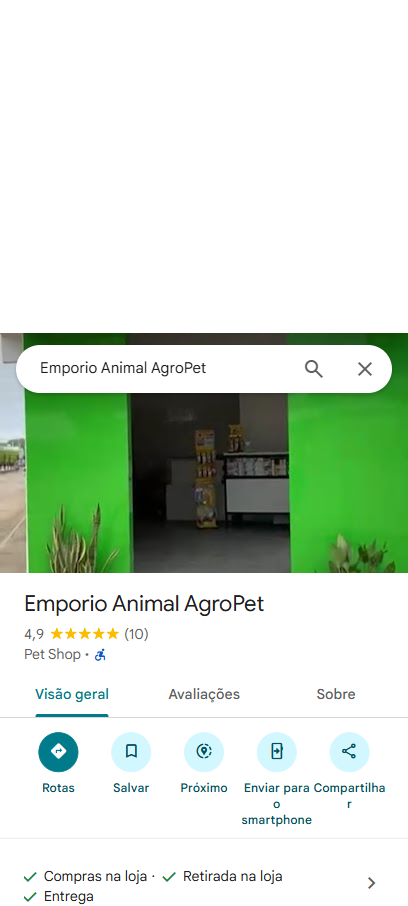 Emporio Animal AgroPet
Emporio Animal AgroPet
4,9 (10)
Pet Shop ·
Visão geral Avaliações Sobre
Rotas Salvar Próximo Enviar para o smartphone Compartilhar
Compras na loja · Retirada na loja
Entrega